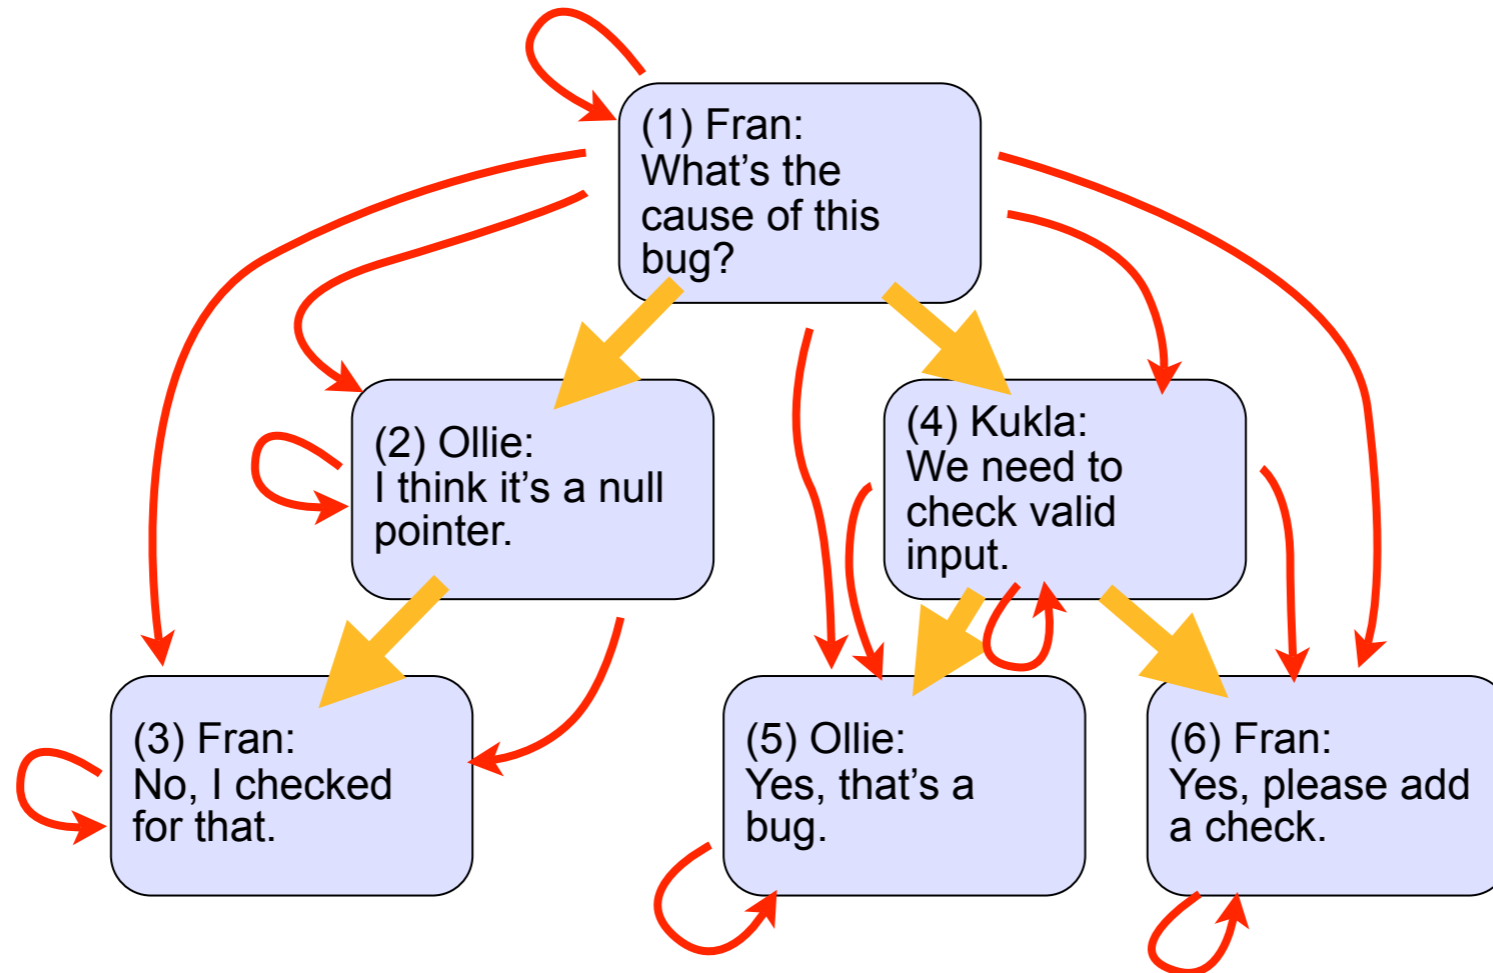 (1) Fran:
What’s the
cause of this
bug?
(2) Ollie:
I think it’s a null
pointer.
(4) Kukla:
We need to
check valid
input.
(3) Fran:
No, I checked
for that.
(5) Ollie:
Yes, that’s a
bug.
(6) Fran:
Yes, please add
a check.